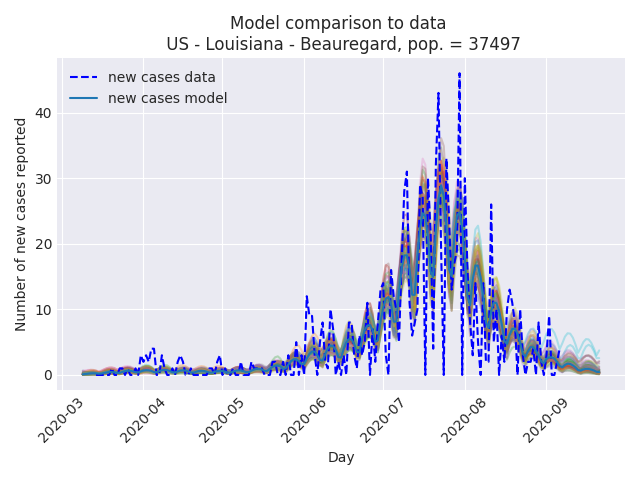 Model comparison to data
US - Louisiana - Beauregard, pop. = 37497
new cases data
new cases model
Number of new cases reported
40
30
20
10
0
2020-03
2020-04
2020-05
2020-06
2020-07
2020-08
2020-09
Day